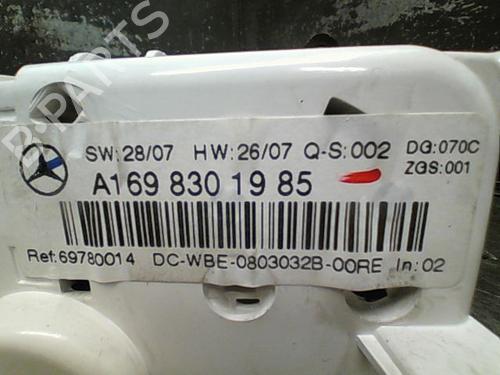 B-PARTS
SW:28/07 HW:26/07 Q-S:002 DG:070C
ZGS:001
A169 830 19 85
Ref:69780014 DC-WBE-0803032B-00RE In:02